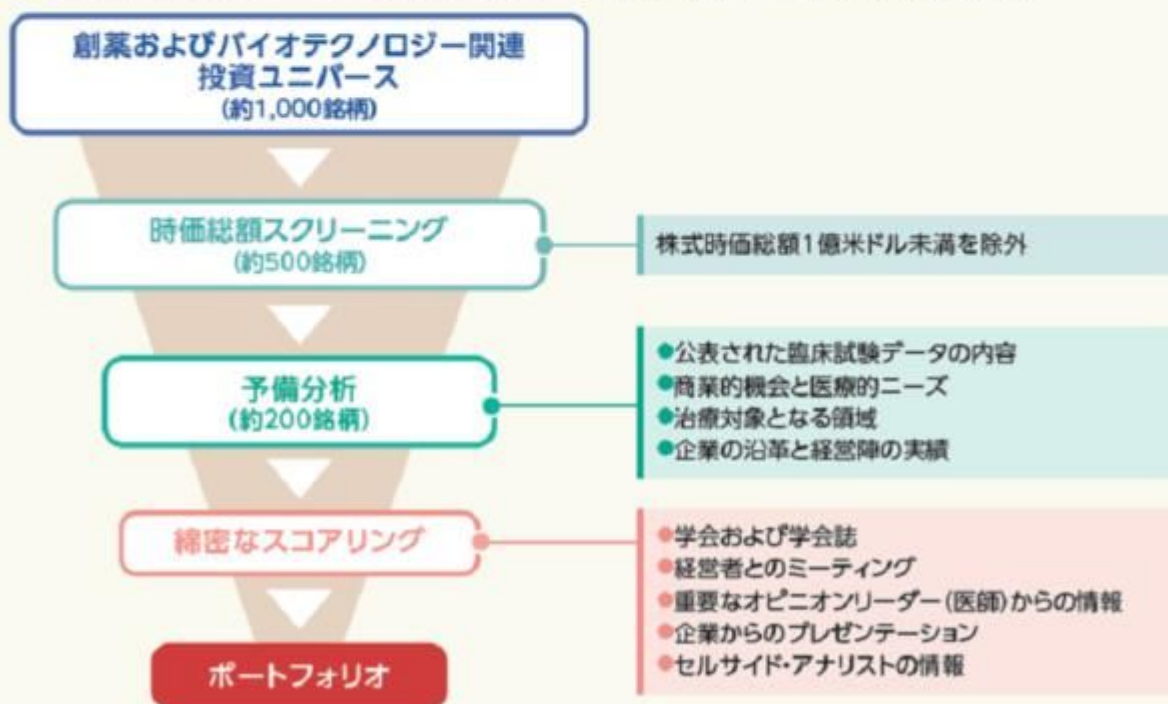 創薬およびバイオテクノロジー関連
投資ユニバース
(約1,000銘柄)
時価総額スクリーニング
(約500銘柄)
株式時価総額1億米ドル未満を除外
予備分析
(約200銘柄)
●公表された臨床試験データの内容
●商業的機会と医療的ニーズ
●治療対象となる領域
●企業の沿革と経営陣の実績
綿密なスコアリング
●学会および学会誌
●経営者とのミーティング
●重要なオピニオンリーダー(医師)からの情報
●企業からのプレゼンテーション
●セルサイド・アナリストの情報
ポートフォリオ